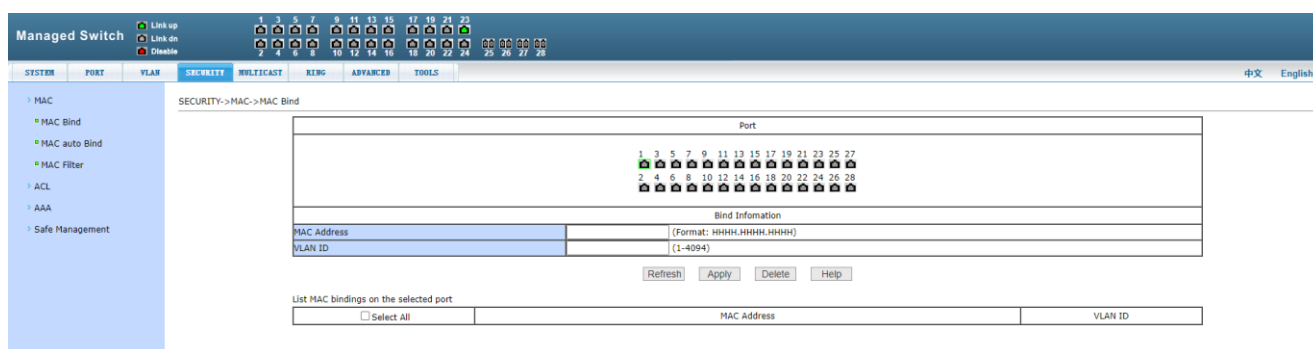 Managed Switch
Link up
Link dn
Disable
1 3 5 7 9 11 13 15 17 19 21 23
2 4 6 8 10 12 14 16 18 20 22 24 25 26 27 28
SYSTEM PORT VLAN SECURITY MULTICAST RING ADVANCED TOOLS 中文 English
MAC
MAC Bind
MAC auto Bind
MAC Filter
ACL
AAA
Safe Management
SECURITY->MAC->MAC Bind
Port
1 3 5 7 9 11 13 15 17 19 21 23 25 27
2 4 6 8 10 12 14 16 18 20 22 24 26 28
Bind Infomation
MAC Address (Format: HHHH.HHHH.HHHH)
VLAN ID (1-4094)
Refresh Apply Delete Help
List MAC bindings on the selected port
Select All MAC Address VLAN ID